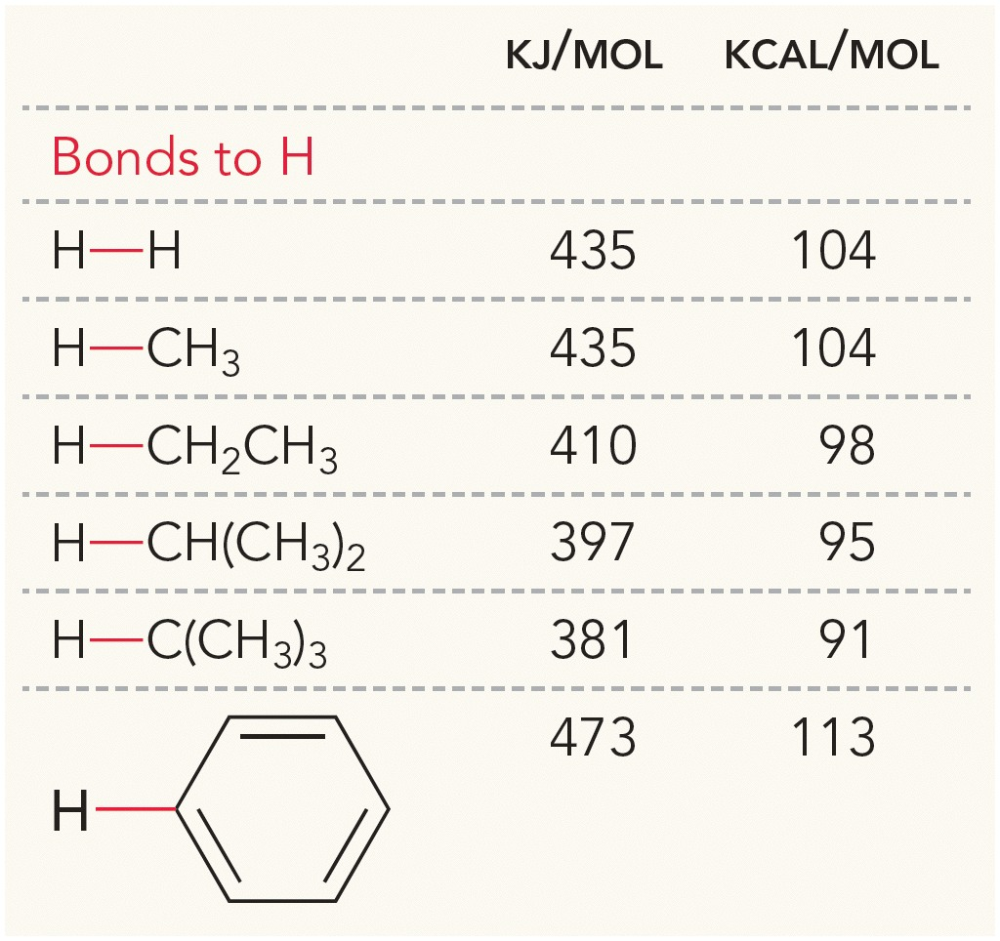 KJ/MOL KCAL/MOL
Bonds to H
H—H 435 104
H—CH₃ 435 104
H—CH₂CH₃ 410 98
H—CH(CH₃)₂ 397 95
H—C(CH₃)₃ 381 91
473 113
H